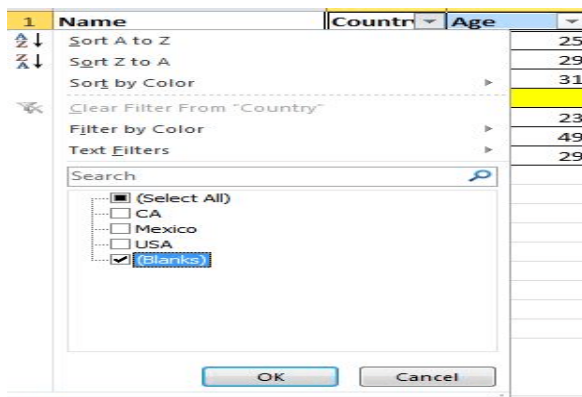 1 Name Countr Age
Sort A to Z 25
Sort Z to A 29
Sort by Color 31
Clear Filter From "Country"
Filter by Color 23
Text Filters 49
29
Search
(Select All)
CA
Mexico
USA
(Blanks)
OK Cancel